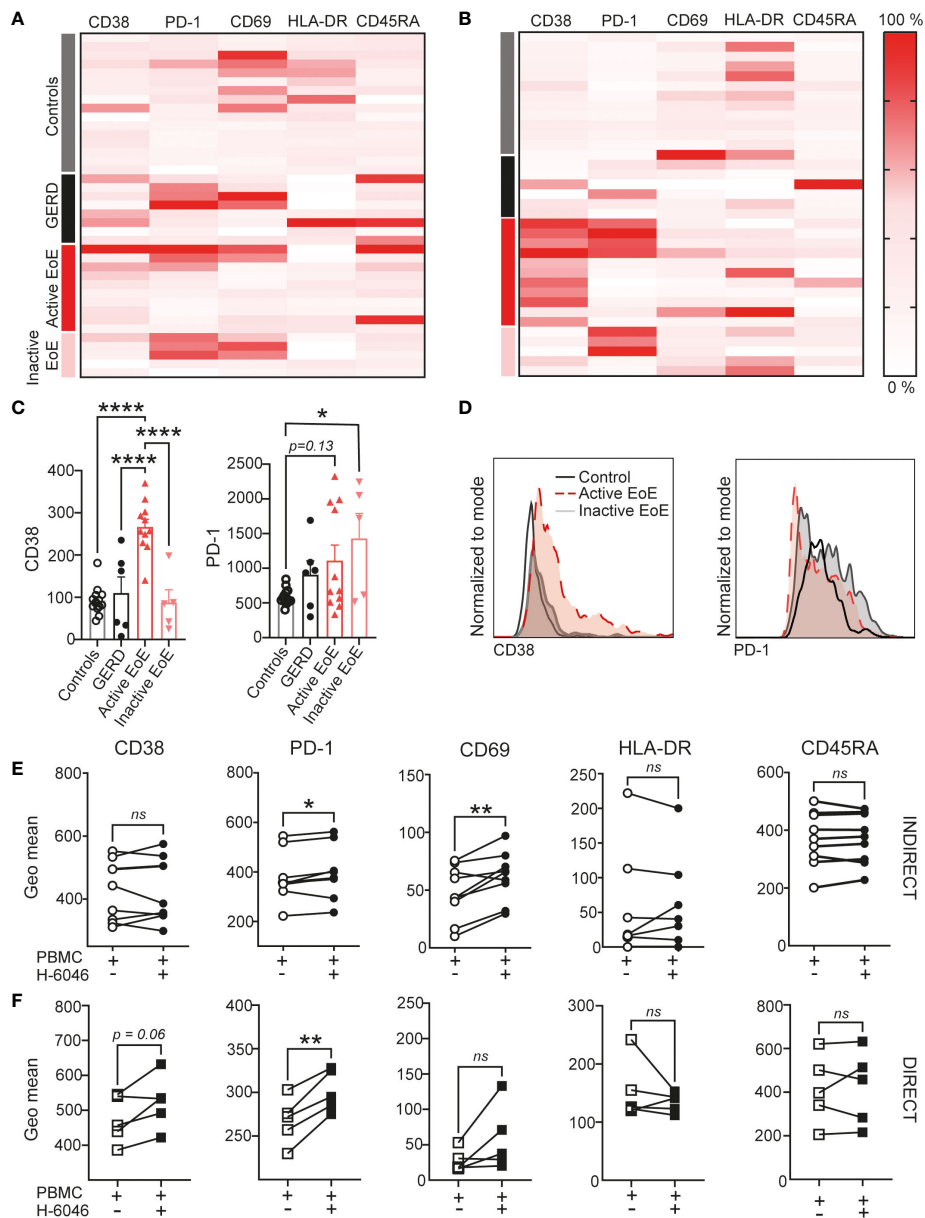 A
CD38 PD-1 CD69 HLA-DR CD45RA
Controls
GERD
Active EoE
Inactive
EoE
B
CD38 PD-1 CD69 HLA-DR CD45RA
100 %
0 %
C
****
****
****
CD38
400
300
200
100
0
Controls
GERD
Active EoE
Inactive EoE
*
p=0.13
PD-1
2500
2000
1500
1000
500
0
Controls
GERD
Active EoE
Inactive EoE
D
Normalized to mode
Control
Active EoE
Inactive EoE
CD38
Normalized to mode
PD-1
E
CD38 PD-1 CD69 HLA-DR CD45RA
Geo mean
800
600
400
ns
800
600
400
200
*
150
100
50
0
**
250
200
150
100
50
0
ns
600
400
200
0
ns
INDIRECT
PBMC + + + + + + + + + +
H-6046 - + - + - + - + - +
F
Geo mean
800
700
600
500
400
p = 0.06
400
350
300
250
**
250
200
150
100
50
0
ns
300
200
100
0
ns
800
600
400
200
0
ns
DIRECT
PBMC + + + + + + + + + +
H-6046 - + - + - + - + - +